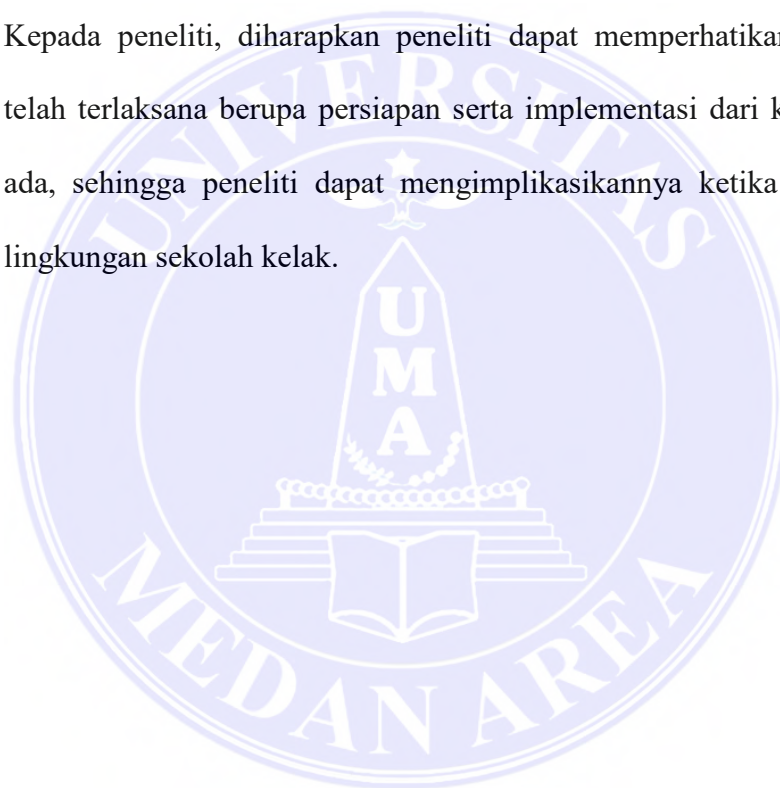 Kepada peneliti, diharapkan peneliti dapat memperhatikan
telah terlaksana berupa persiapan serta implementasi dari
ada, sehingga peneliti dapat mengimplikasikannya ketika
lingkungan sekolah kelak.
UNIVERSITAS
UMA
MEDAN AREA